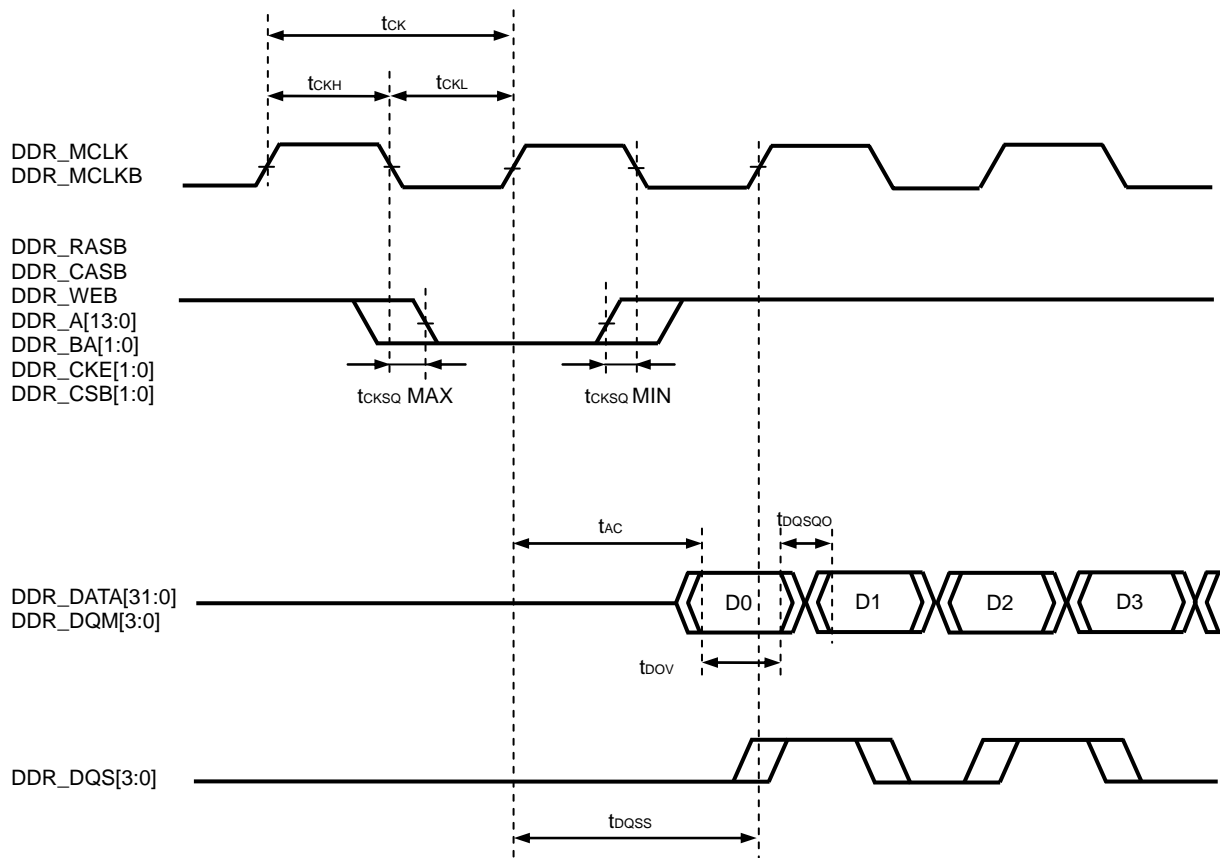 tCK
tCKH
tCKL
DDR_MCLK
DDR_MCLKB
DDR_RASB
DDR_CASB
DDR_WEB
DDR_A[13:0]
DDR_BA[1:0]
DDR_CKE[1:0]
DDR_CSB[1:0]
tCKSQ MAX
tCKSQ MIN
tAC
tDQSQO
DDR_DATA[31:0]
DDR_DQM[3:0]
D0
D1
D2
D3
tDOV
DDR_DQS[3:0]
tDQSS